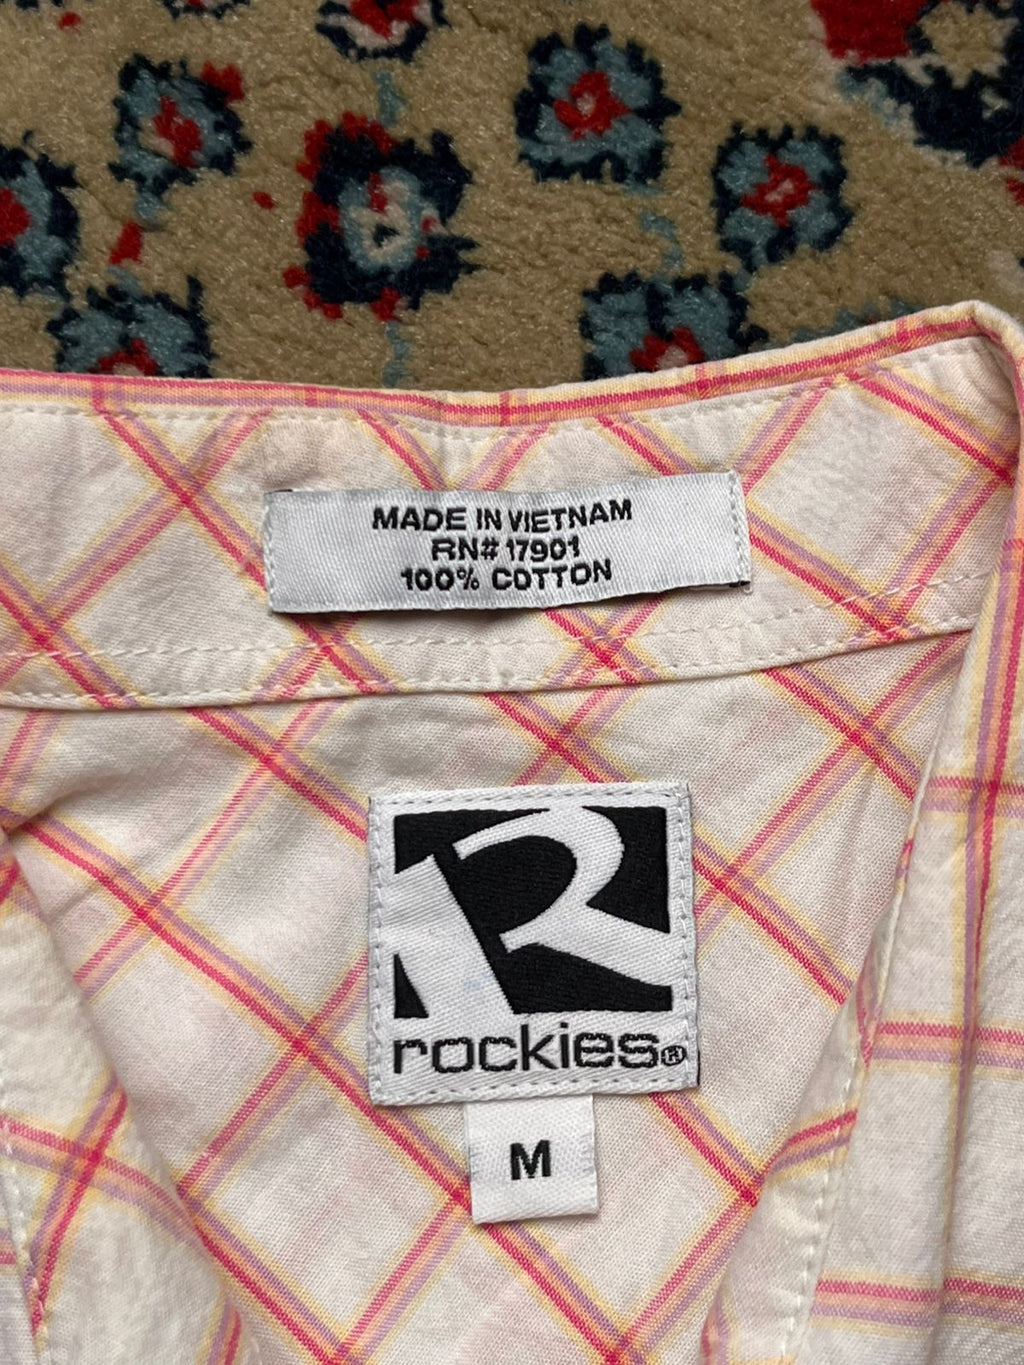 MADE IN VIETNAM
RN# 17901
100% COTTON
R
rockies®
M